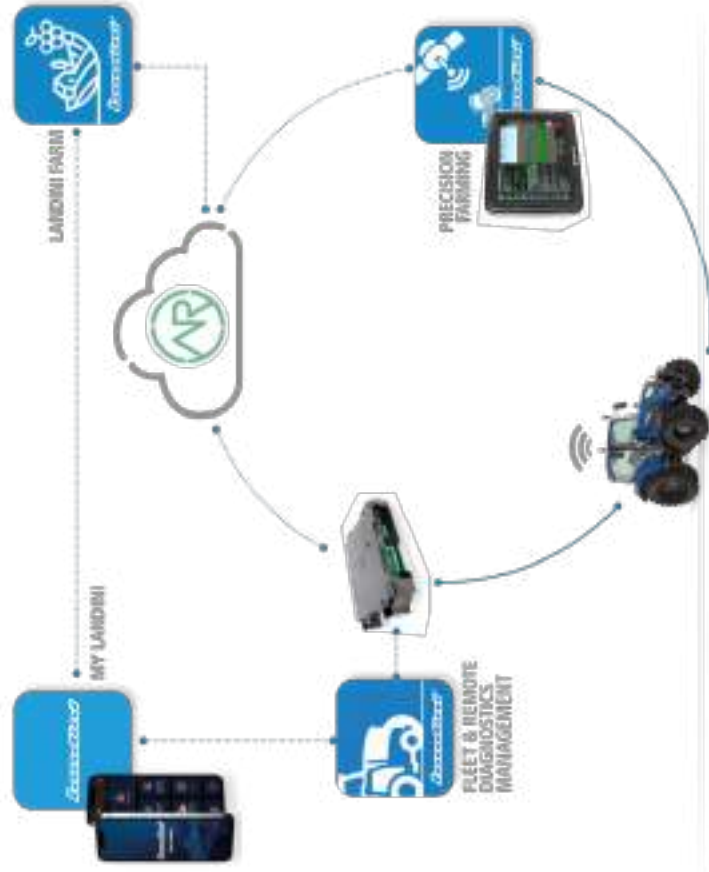 MY LANDINI
LANDINI FARM
FLEET & REMOTE
DIAGNOSTICS
MANAGEMENT
PRECISION
FARMING